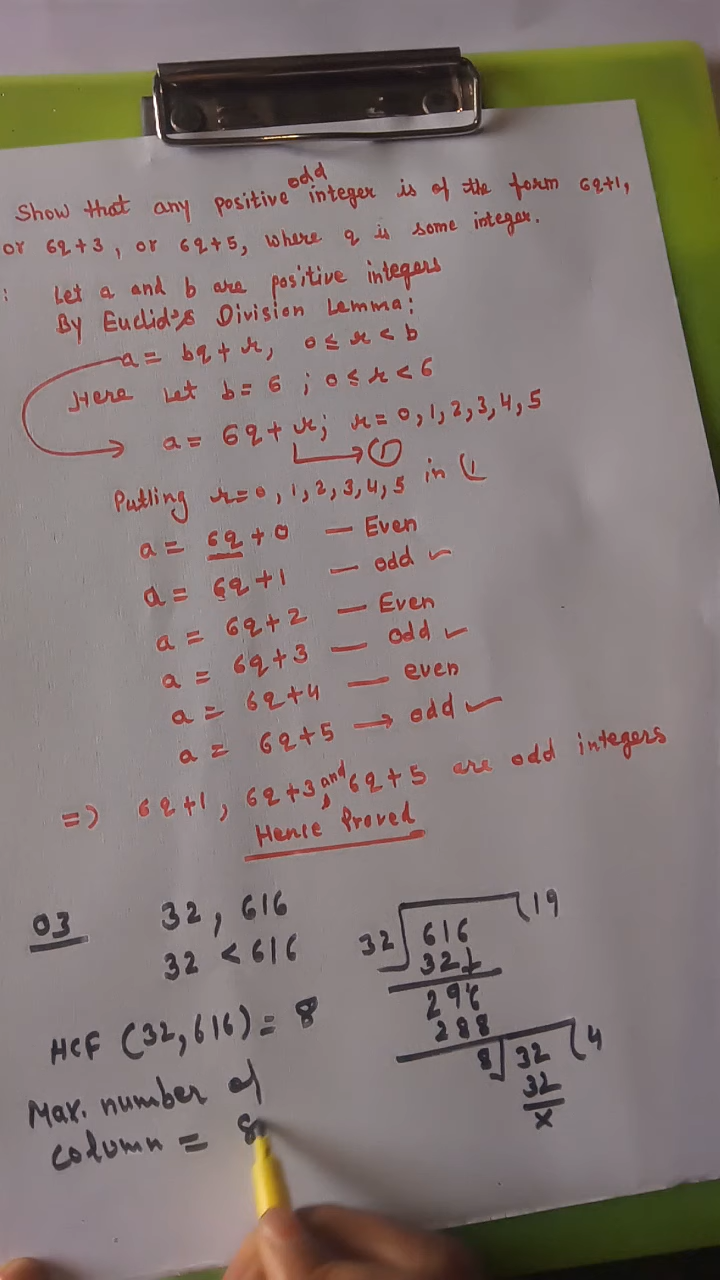 odd
Show that any positive integer is of the form 6q+1,
or 6q+3, or 6q+5, where q is some integer.
: Let a and b are positive integers
By Euclid's Division Lemma:
a = bq + r, 0 ≤ r < b
Here Let b = 6 ; 0 ≤ r < 6
a = 6q + r; r = 0, 1, 2, 3, 4, 5
①
Putting r = 0, 1, 2, 3, 4, 5 in (1
a = 6q + 0 — Even
a = 6q + 1 — odd ✓
a = 6q + 2 — Even
a = 6q + 3 — odd ✓
a = 6q + 4 — even
a = 6q + 5 → odd ✓
=> 6q+1, 6q+3, and 6q+5 are odd integers
Hence Proved
Q3 32, 616
32 < 616
HCF (32, 616) = 8
Max. number of
column = 8
32 616 19
32↓
296
288
8 32 4
32
x